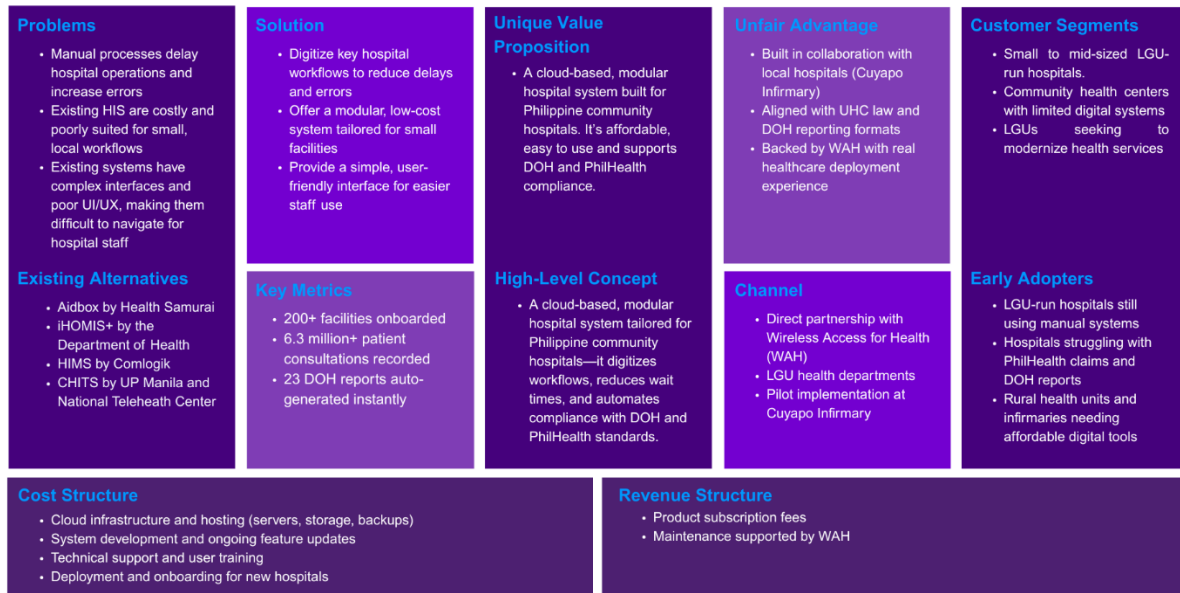 Problems
• Manual processes delay
hospital operations and
increase errors
• Existing HIS are costly and
poorly suited for small,
local workflows
• Existing systems have
complex interfaces and
poor UI/UX, making them
difficult to navigate for
hospital staff
Existing Alternatives
• Aidbox by Health Samurai
• iHOMIS+ by the
Department of Health
• HIMS by Comlogik
• CHITS by UP Manila and
National Teleheath Center
Solution
• Digitize key hospital
workflows to reduce delays
and errors
• Offer a modular, low-cost
system tailored for small
facilities
• Provide a simple, user-
friendly interface for easier
staff use
Key Metrics
• 200+ facilities onboarded
• 6.3 million+ patient
consultations recorded
• 23 DOH reports auto-
generated instantly
Unique Value
Proposition
• A cloud-based, modular
hospital system built for
Philippine community
hospitals. It's affordable,
easy to use and supports
DOH and PhilHealth
compliance.
High-Level Concept
• A cloud-based, modular
hospital system tailored for
Philippine community
hospitals—it digitizes
workflows, reduces wait
times, and automates
compliance with DOH and
PhilHealth standards.
Unfair Advantage
• Built in collaboration with
local hospitals (Cuyapo
Infirmary)
• Aligned with UHC law and
DOH reporting formats
• Backed by WAH with real
healthcare deployment
experience
Channel
• Direct partnership with
Wireless Access for Health
(WAH)
• LGU health departments
• Pilot implementation at
Cuyapo Infirmary
Customer Segments
• Small to mid-sized LGU-
run hospitals.
• Community health centers
with limited digital systems
• LGUs seeking to
modernize health services
Early Adopters
• LGU-run hospitals still
using manual systems
• Hospitals struggling with
PhilHealth claims and
DOH reports
• Rural health units and
infirmaries needing
affordable digital tools
Cost Structure
• Cloud infrastructure and hosting (servers, storage, backups)
• System development and ongoing feature updates
• Technical support and user training
• Deployment and onboarding for new hospitals
Revenue Structure
• Product subscription fees
• Maintenance supported by WAH